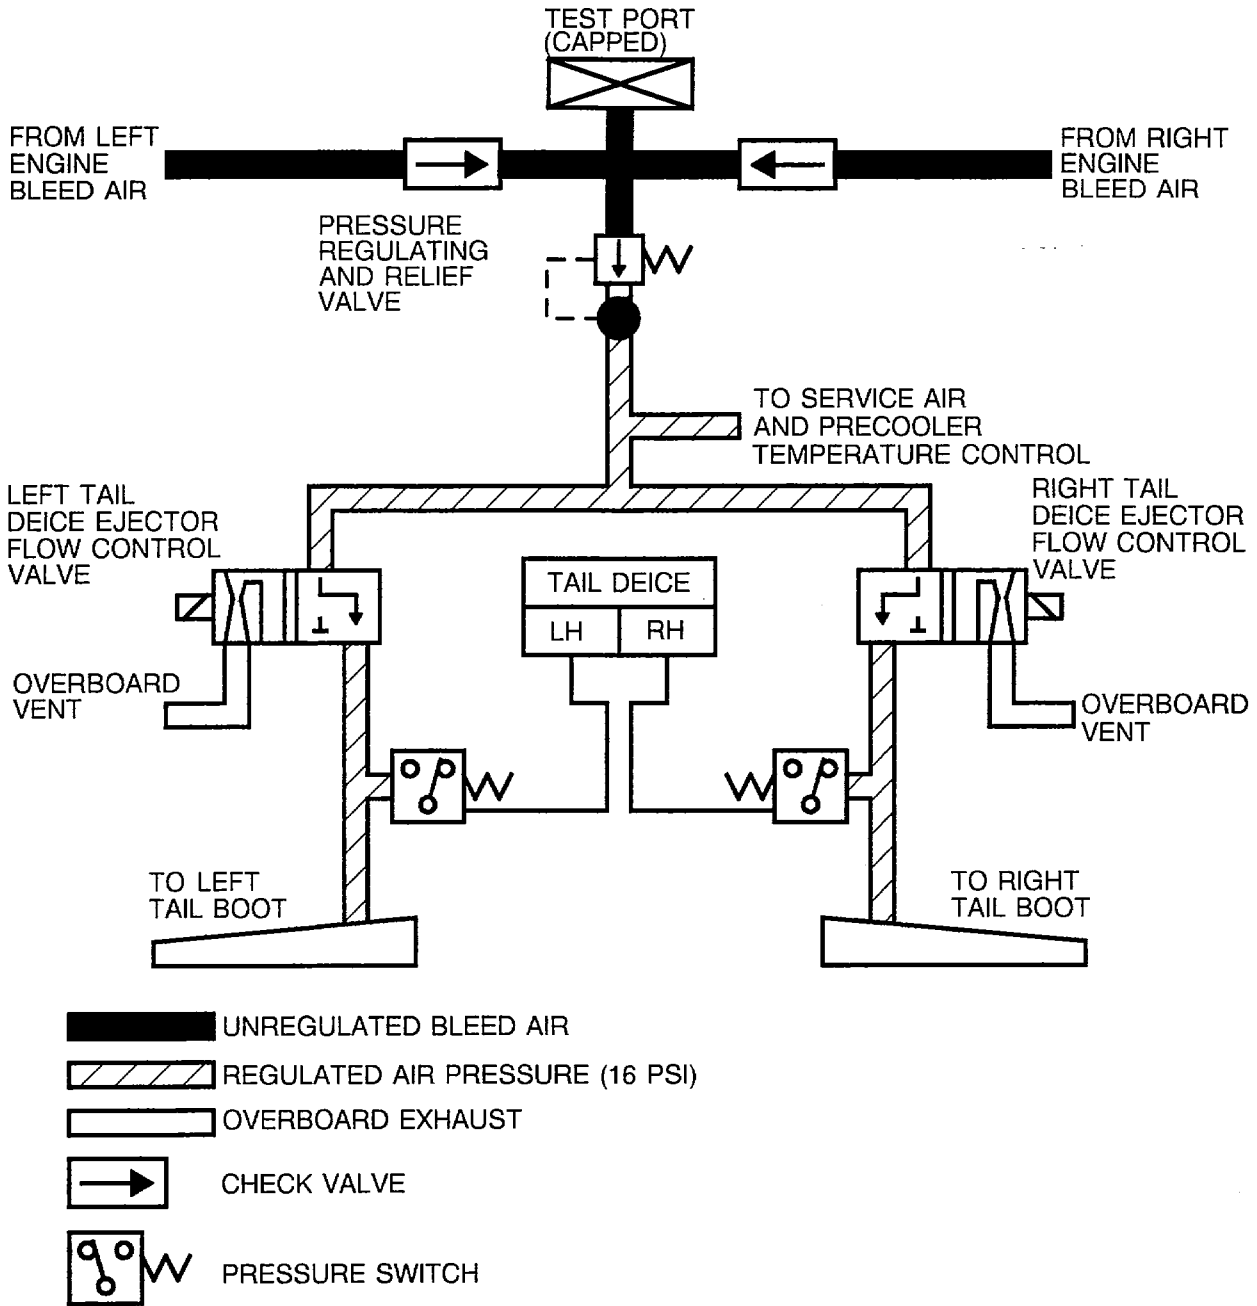 TEST PORT
(CAPPED)
FROM LEFT
ENGINE
BLEED AIR
FROM RIGHT
ENGINE
BLEED AIR
PRESSURE
REGULATING
AND RELIEF
VALVE
TO SERVICE AIR
AND PRECOOLER
TEMPERATURE CONTROL
LEFT TAIL
DEICE EJECTOR
FLOW CONTROL
VALVE
RIGHT TAIL
DEICE EJECTOR
FLOW CONTROL
VALVE
TAIL DEICE
LH
RH
OVERBOARD
VENT
OVERBOARD
VENT
TO LEFT
TAIL BOOT
TO RIGHT
TAIL BOOT
UNREGULATED BLEED AIR
REGULATED AIR PRESSURE (16 PSI)
OVERBOARD EXHAUST
CHECK VALVE
PRESSURE SWITCH